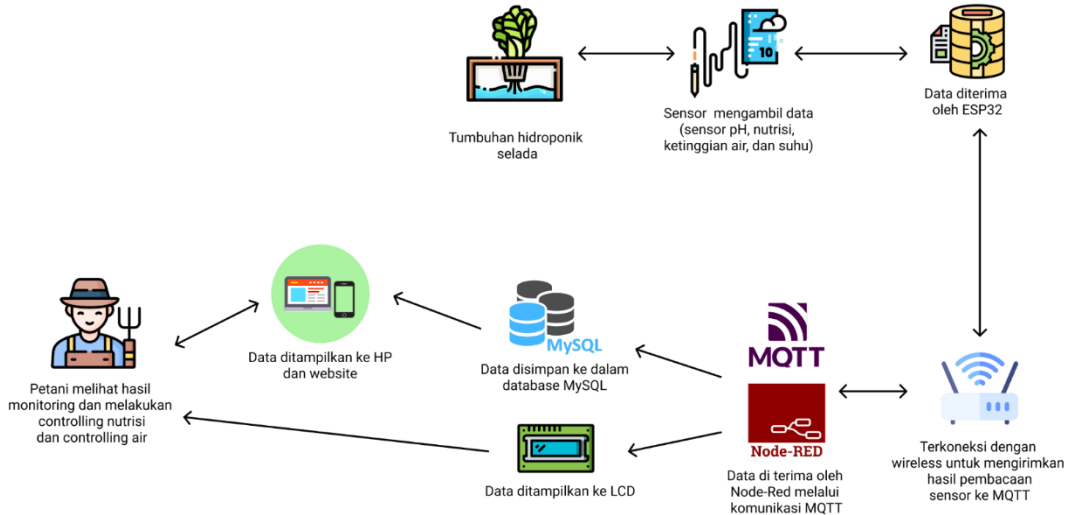 10
Tumbuhan hidroponik
selada
Sensor mengambil data
(sensor pH, nutrisi,
ketinggian air, dan suhu)
Data diterima
oleh ESP32
Petani melihat hasil
monitoring dan melakukan
controlling nutrisi
dan controlling air
Data ditampilkan ke HP
dan website
MySQL
Data disimpan ke dalam
database MySQL
Data ditampilkan ke LCD
MQTT
Node-RED
Data di terima oleh
Node-Red melalui
komunikasi MQTT
Terkoneksi dengan
wireless untuk mengirimkan
hasil pembacaan
sensor ke MQTT